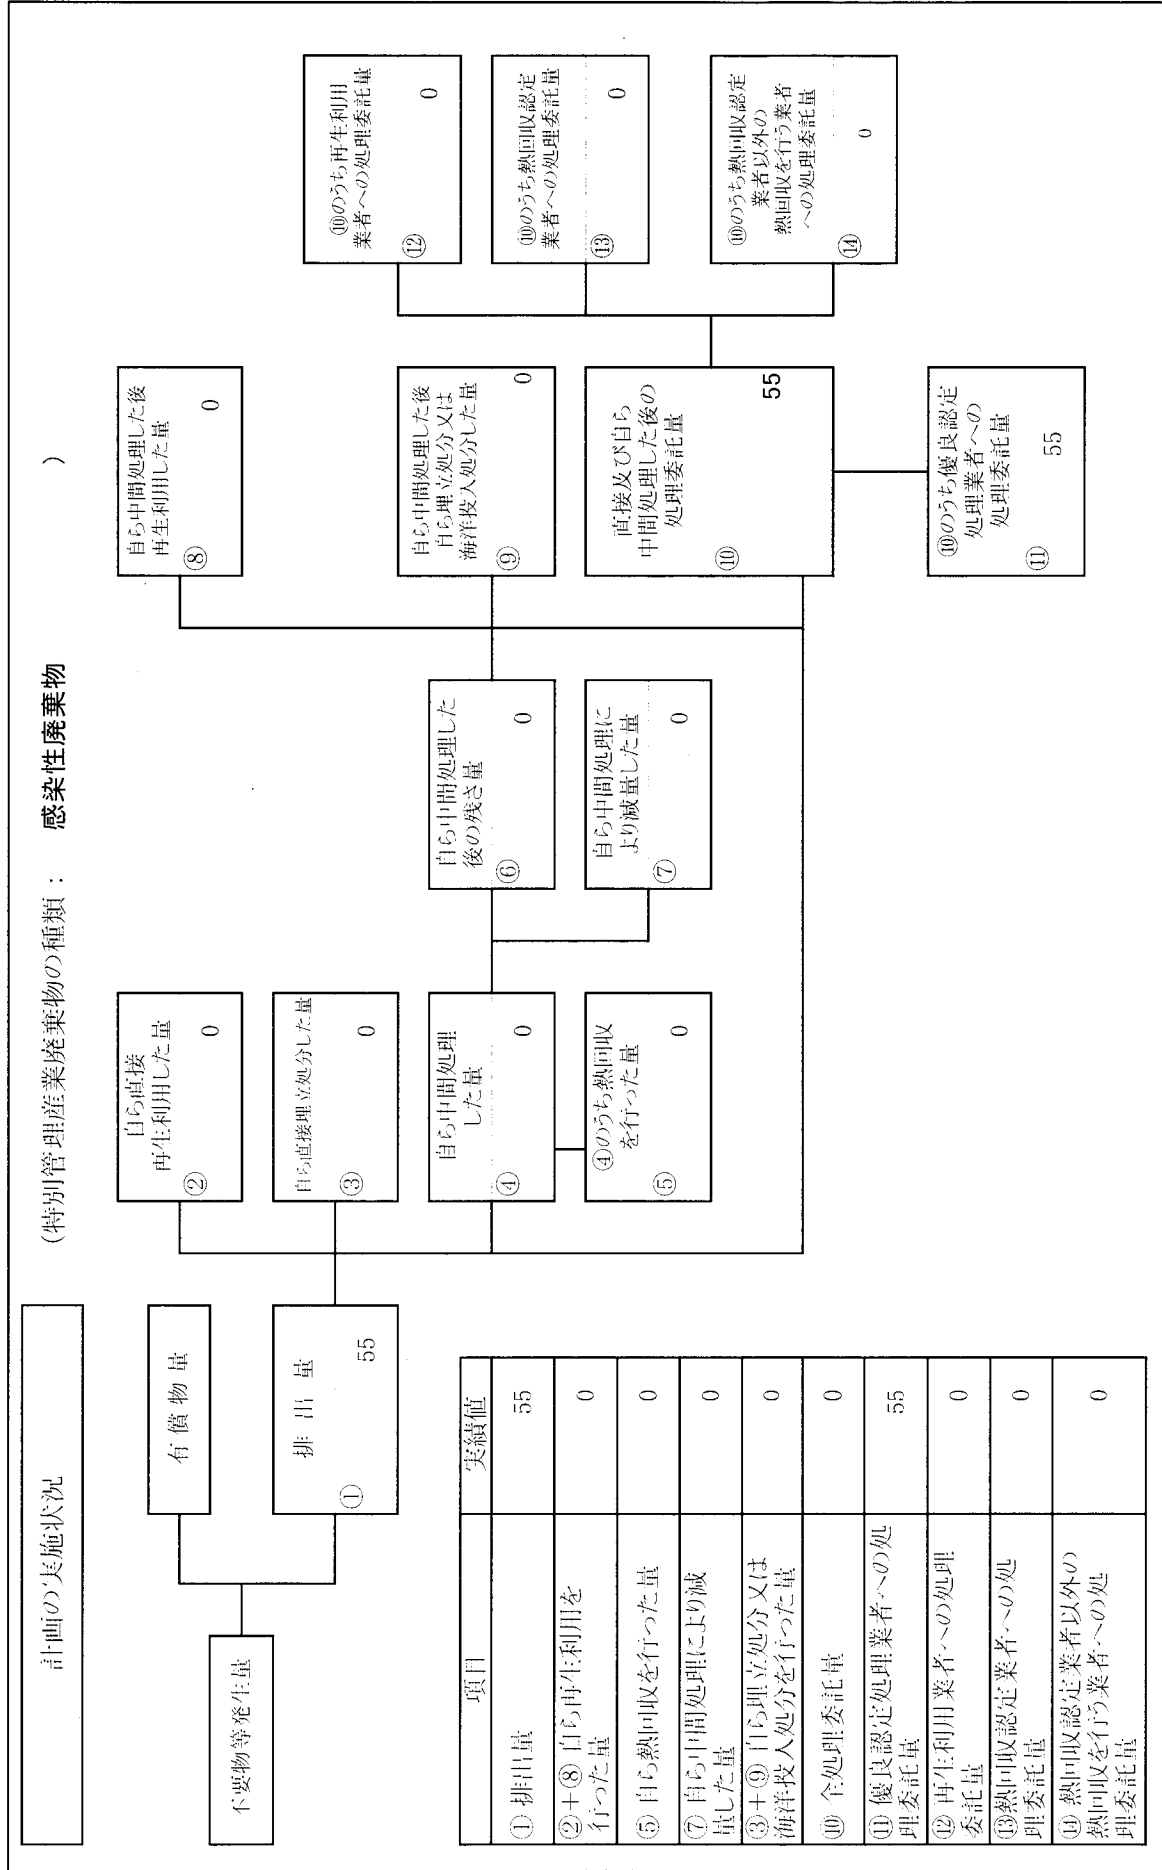 計画の実施状況
(特別管理産業廃棄物の種類： 感染性廃棄物 )
不要物等発生量
有償物量
排出量
①
55
自ら直接
再生利用した量
②
0
自ら直接埋立処分した量
③
0
自ら中間処理
した量
④
0
④のうち熱回収
を行った量
⑤
0
自ら中間処理した
後の残さ量
⑥
0
自ら中間処理に
より減量した量
⑦
0
自ら中間処理した後
再生利用した量
⑧
0
自ら中間処理した後
自ら埋立処分又は
海洋投入処分した量
⑨
0
直接及び自ら
中間処理した後の
処理委託量
⑩
55
⑩のうち優良認定
処理業者への
処理委託量
⑪
55
⑩のうち再生利用
業者への処理委託量
⑫
0
⑩のうち熱回収認定
業者への処理委託量
⑬
0
⑩のうち熱回収認定
業者以外の
熱回収を行う業者
への処理委託量
⑭
0
項目 実績値
①排出量 55
②+⑧自ら再生利用を
行った量 0
⑤自ら熱回収を行った量 0
⑦自ら中間処理により減
量した量 0
③+⑨自ら埋立処分又は
海洋投入処分を行った量 0
⑩全処理委託量 0
⑪優良認定処理業者への処
理委託量 55
⑫再生利用業者への処理
委託量 0
⑬熱回収認定業者への処
理委託量 0
⑭熱回収認定業者以外の
熱回収を行う業者への処
理委託量 0